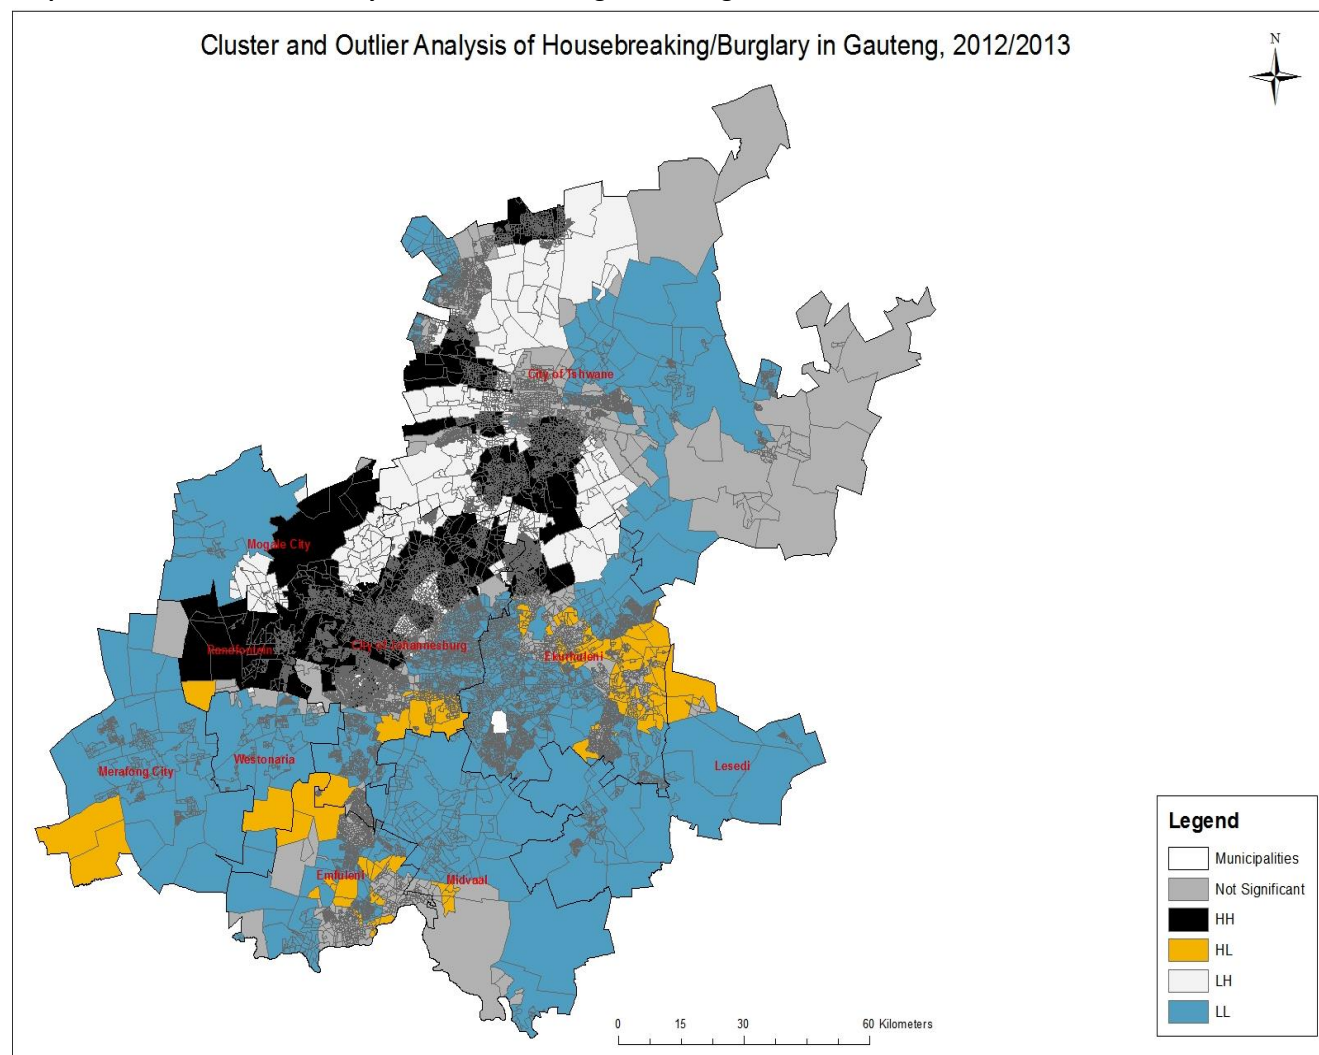 Cluster and Outlier Analysis of Housebreaking/Burglary in Gauteng, 2012/2013
N
City of Tshwane
Mogale City
Randfontein
City of Johannesburg
Ekurhuleni
Westonaria
Merafong City
Lesedi
Emfuleni
Midvaal
Legend
Municipalities
Not Significant
HH
HL
LH
LL
0 15 30 60 Kilometers